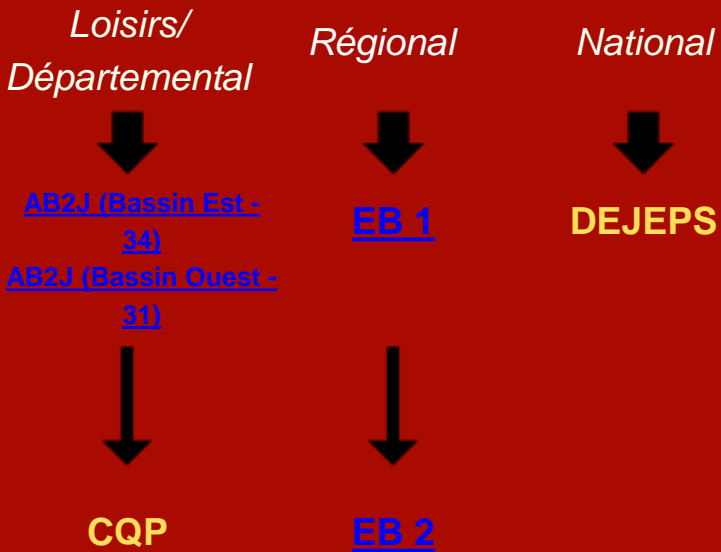 Loisirs/
Départemental
Régional
National
AB2J (Bassin Est -
34)
AB2J (Bassin Ouest -
31)
EB 1
DEJEPS
CQP
EB 2